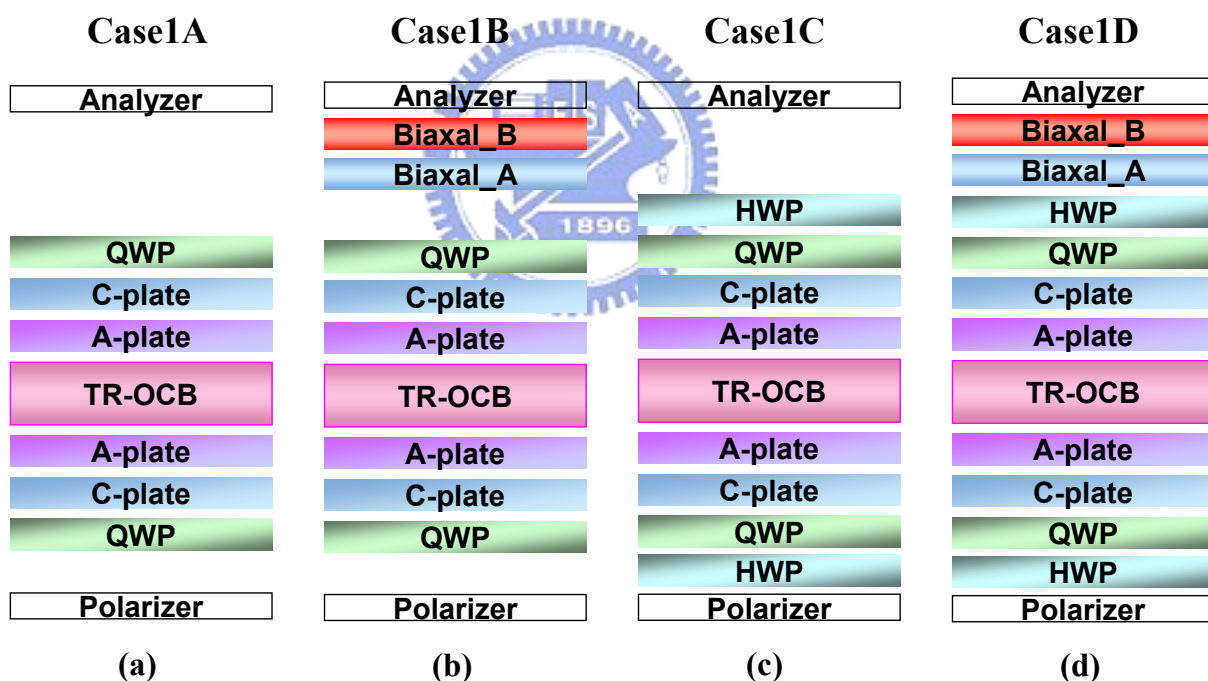 Case1A
Case1B
Case1C
Case1D
Analyzer
QWP
C-plate
A-plate
TR-OCB
A-plate
C-plate
QWP
Polarizer
(a)
Analyzer
Biaxal_B
Biaxal_A
1896
QWP
C-plate
A-plate
TR-OCB
A-plate
C-plate
QWP
Polarizer
(b)
Analyzer
HWP
QWP
C-plate
A-plate
TR-OCB
A-plate
C-plate
QWP
HWP
Polarizer
(c)
Analyzer
Biaxal_B
Biaxal_A
HWP
QWP
C-plate
A-plate
TR-OCB
A-plate
C-plate
QWP
HWP
Polarizer
(d)